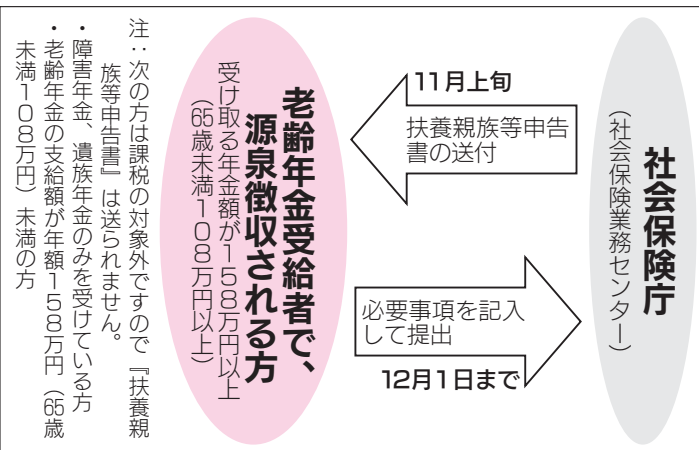 社会保険庁
（社会保険業務センター）
11月上旬
扶養親族等申告
書の送付
必要事項を記入
して提出
12月1日まで
老齢年金受給者で、
源泉徴収される方
受け取る年金額が１５８万円以上
（65歳未満１０８万円以上）
注：次の方は課税の対象外ですので『扶養親
族等申告書』は送られません。
・障害年金、遺族年金のみを受けている方
・老齢年金の支給額が年額１５８万円（65歳
未満１０８万円）未満の方